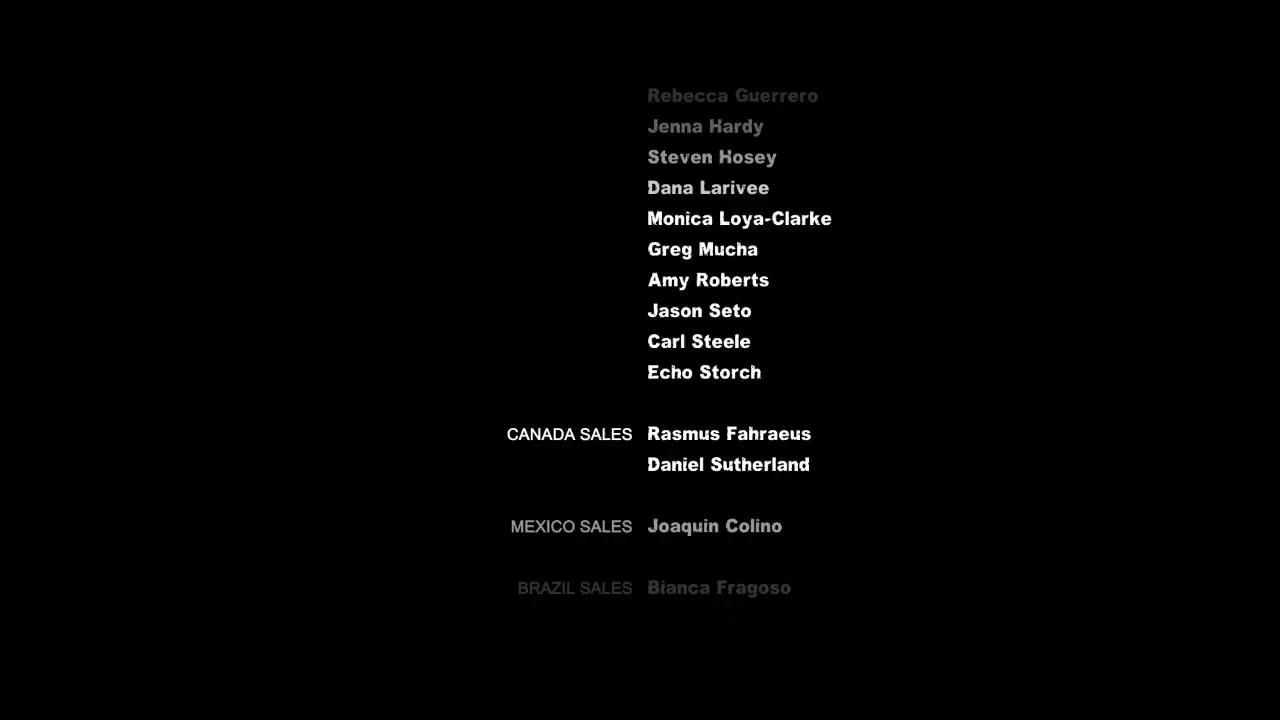 Rebecca Guerrero
Jenna Hardy
Steven Hosey
Dana Larivee
Monica Loya-Clarke
Greg Mucha
Amy Roberts
Jason Seto
Carl Steele
Echo Storch
CANADA SALES Rasmus Fahraeus
Daniel Sutherland
MEXICO SALES Joaquin Colino
BRAZIL SALES Bianca Fragoso